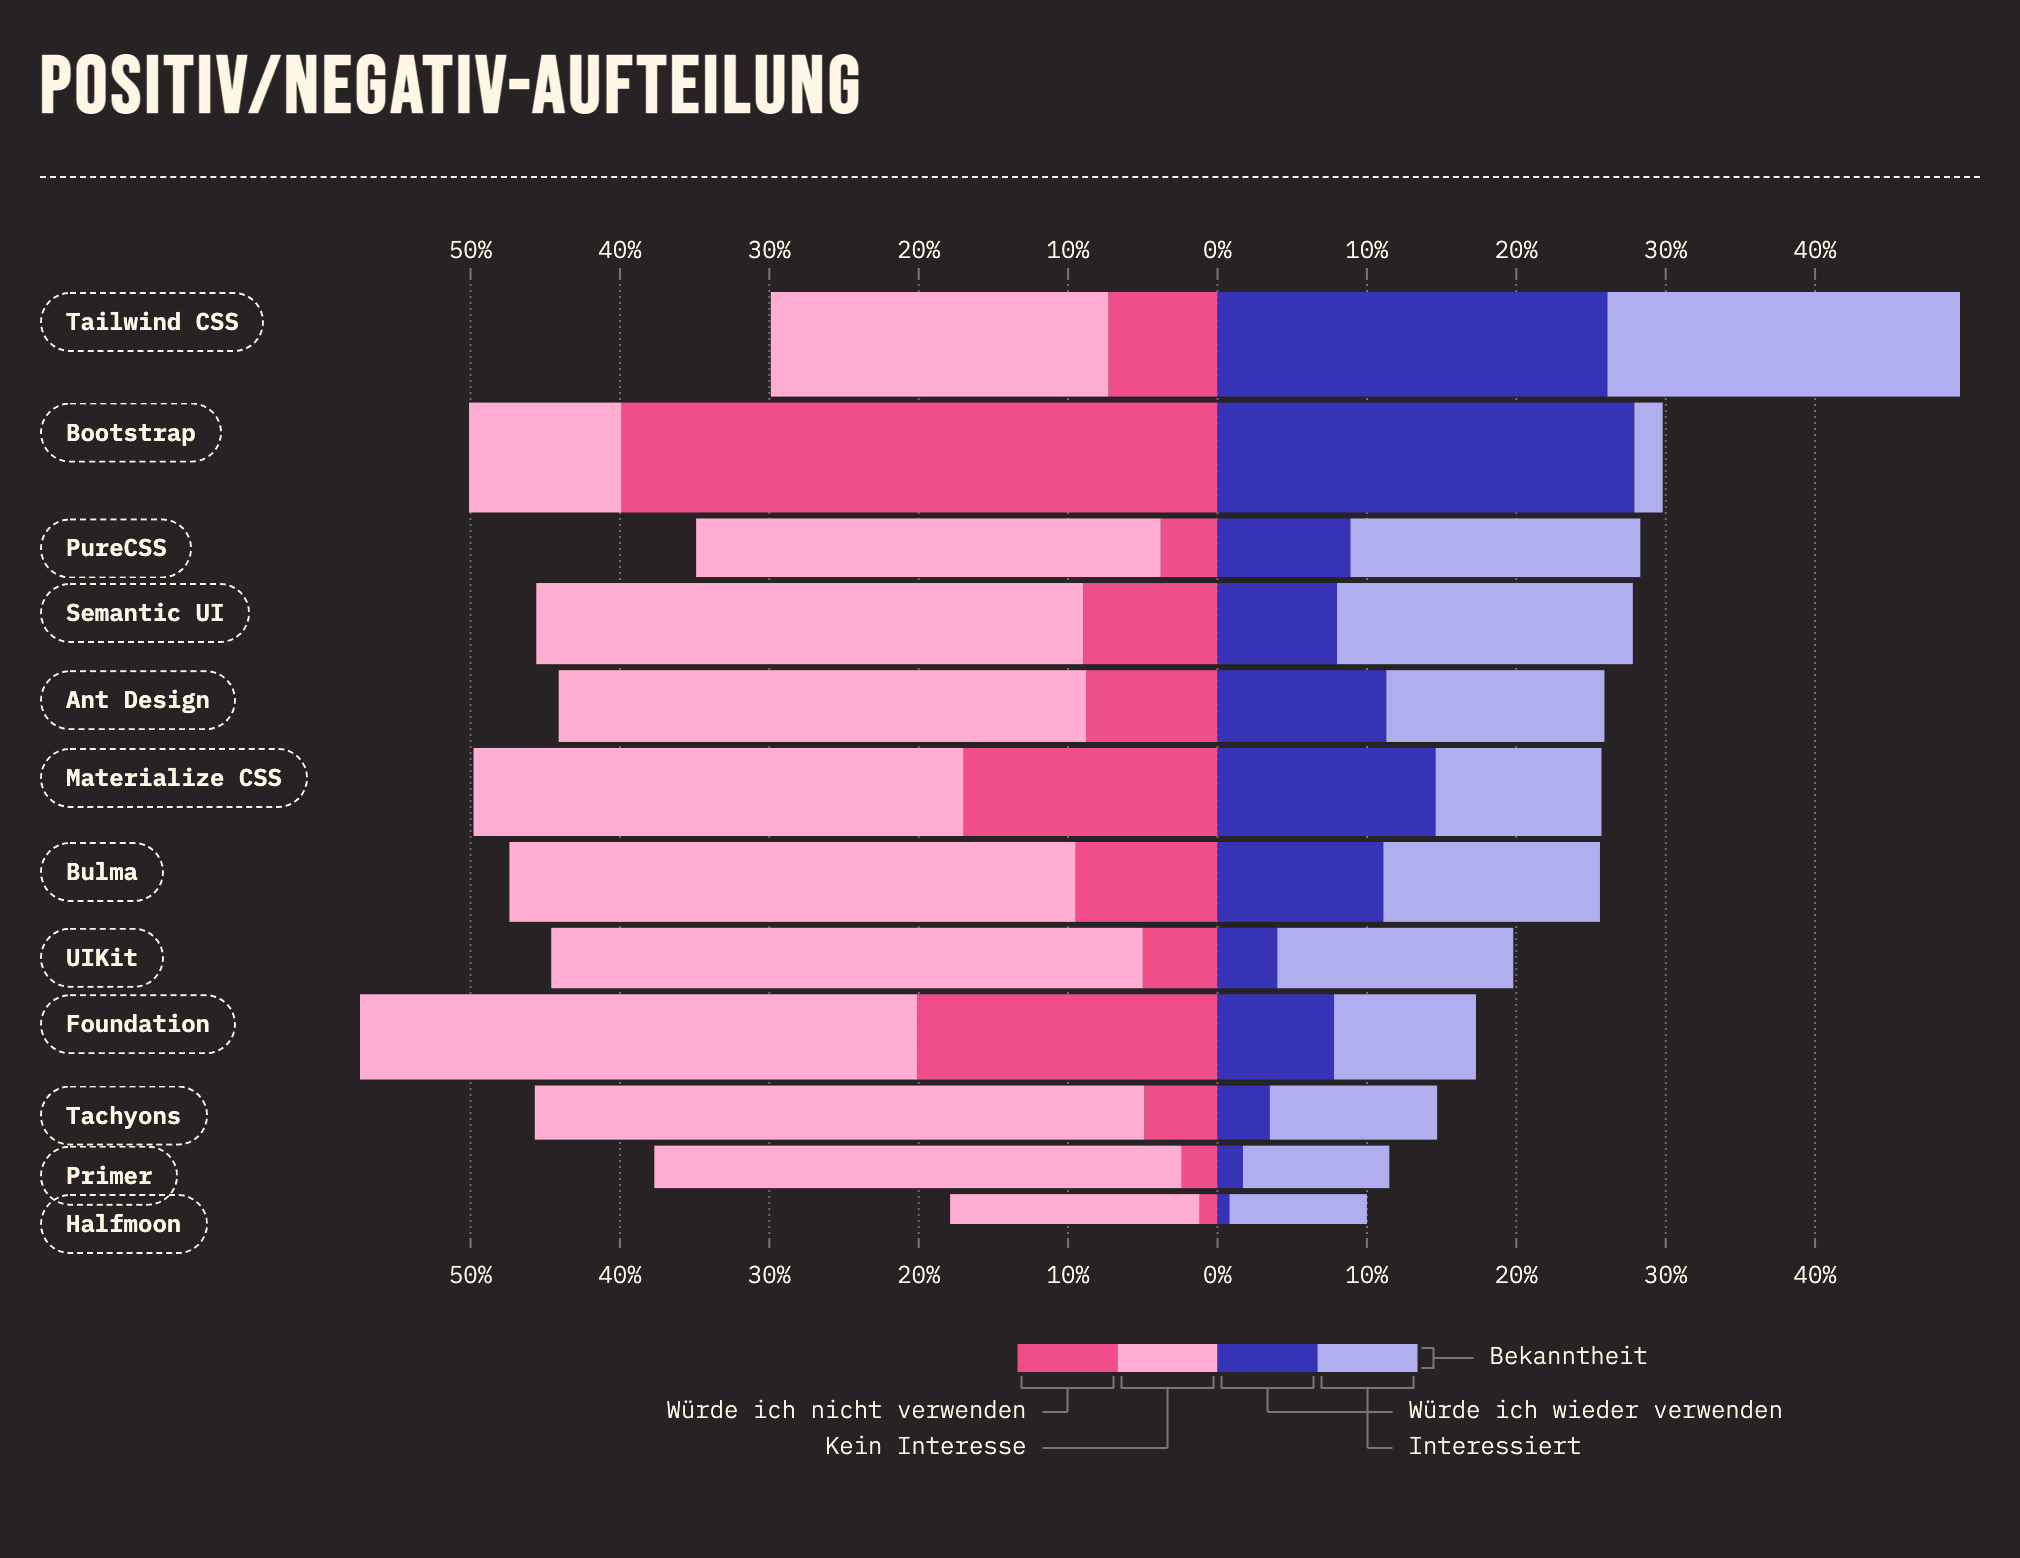 POSITIV/NEGATIV-AUFTEILUNG
50% 40% 30% 20% 10% 0% 10% 20% 30% 40%
Tailwind CSS
Bootstrap
PureCSS
Semantic UI
Ant Design
Materialize CSS
Bulma
UIKit
Foundation
Tachyons
Primer
Halfmoon
50% 40% 30% 20% 10% 0% 10% 20% 30% 40%
Bekanntheit
Würde ich nicht verwenden Würde ich wieder verwenden
Kein Interesse Interessiert